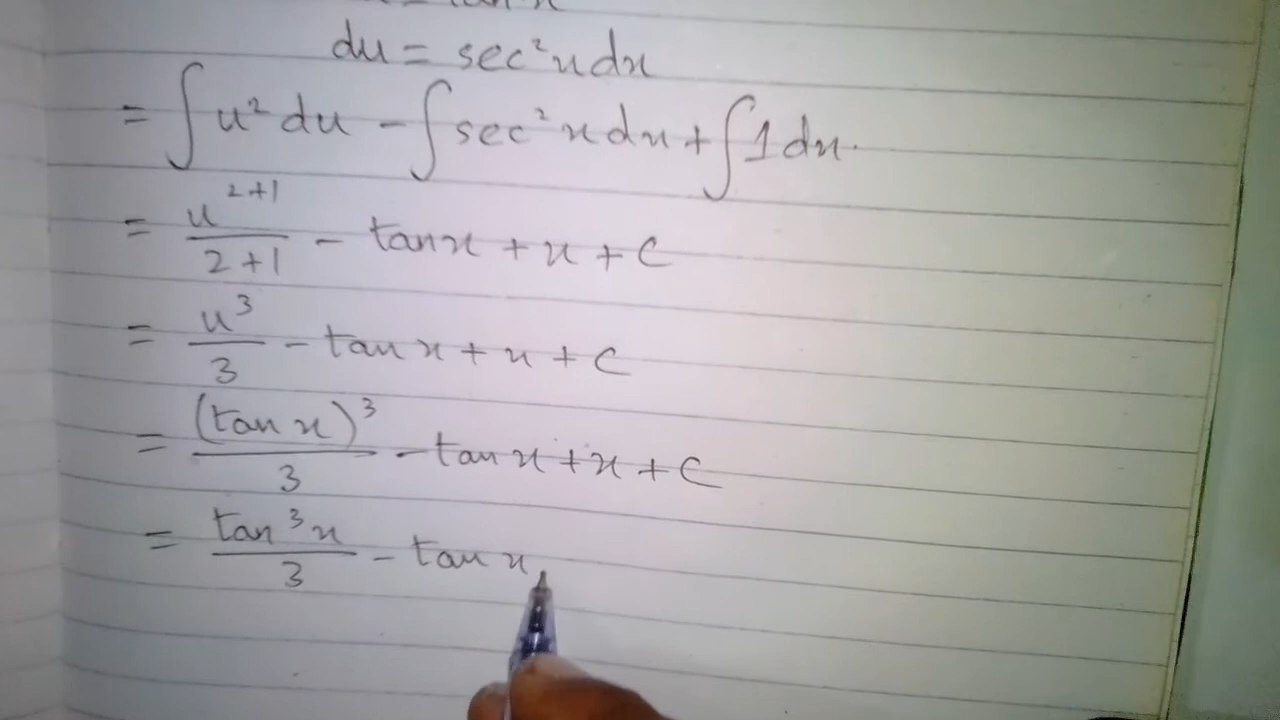 du = sec²x dx
= ∫u² du - ∫sec²x dx + ∫1 dx.
= u²⁺¹/2+1 - tan x + x + C
= u³/3 - tan x + x + C
= (tan x)³/3 - tan x + x + C
= tan³x/3 - tan x